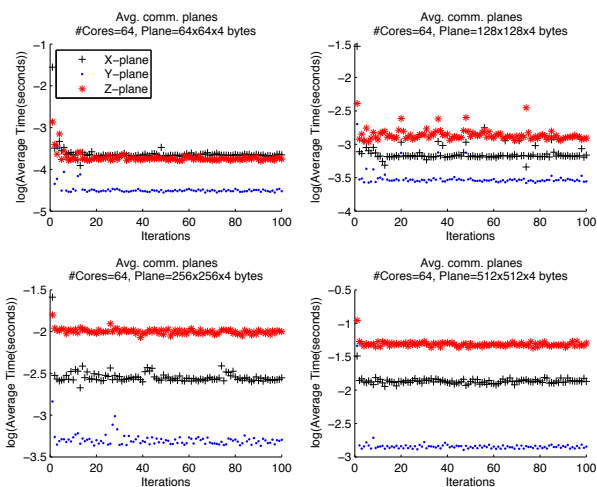 Avg. comm. planes
#Cores=64, Plane=64x64x4 bytes
log(Average Time(seconds))
−1
−2
−3
−4
−5
X−plane
Y−plane
Z−plane
0 20 40 60 80 100
Iterations
Avg. comm. planes
#Cores=64, Plane=128x128x4 bytes
log(Average Time(seconds))
−1.5
−2
−2.5
−3
−3.5
−4
0 20 40 60 80 100
Iterations
Avg. comm. planes
#Cores=64, Plane=256x256x4 bytes
log(Average Time(seconds))
−1.5
−2
−2.5
−3
−3.5
0 20 40 60 80 100
Iterations
Avg. comm. planes
#Cores=64, Plane=512x512x4 bytes
log(Average Time(seconds))
−0.5
−1
−1.5
−2
−2.5
−3
0 20 40 60 80 100
Iterations